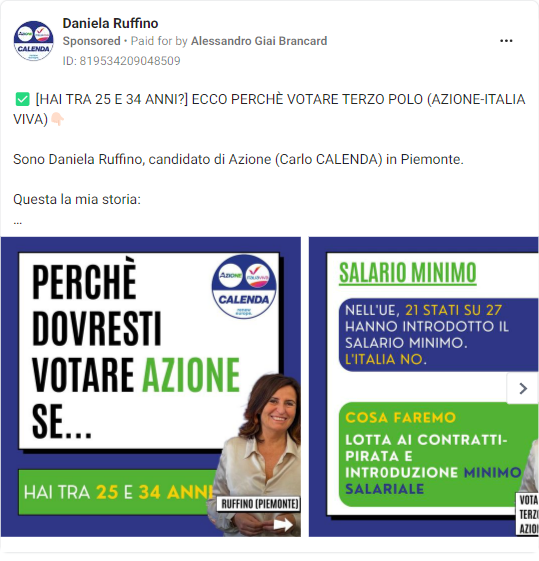 Daniela Ruffino
Sponsored • Paid for by Alessandro Giai Brancard
ID: 819534209048509
✅ [HAI TRA 25 E 34 ANNI?] ECCO PERCHÈ VOTARE TERZO POLO (AZIONE-ITALIA
VIVA)👇🏻
Sono Daniela Ruffino, candidato di Azione (Carlo CALENDA) in Piemonte.
Questa la mia storia:
...
PERCHÈ
DOVRESTI
VOTARE AZIONE
SE...
AZIONE
ITALIA VIVA
CALENDA
HAI TRA 25 E 34 ANNI
RUFFINO (PIEMONTE)
SALARIO MINIMO
NELL'UE, 21 STATI SU 27
HANNO INTRODOTTO IL
SALARIO MINIMO.
L'ITALIA NO.
COSA FAREMO
LOTTA AI CONTRATTI-
PIRATA E
INTRODUZIONE MINIMO
SALARIALE
VOTA
TERZ
AZIO